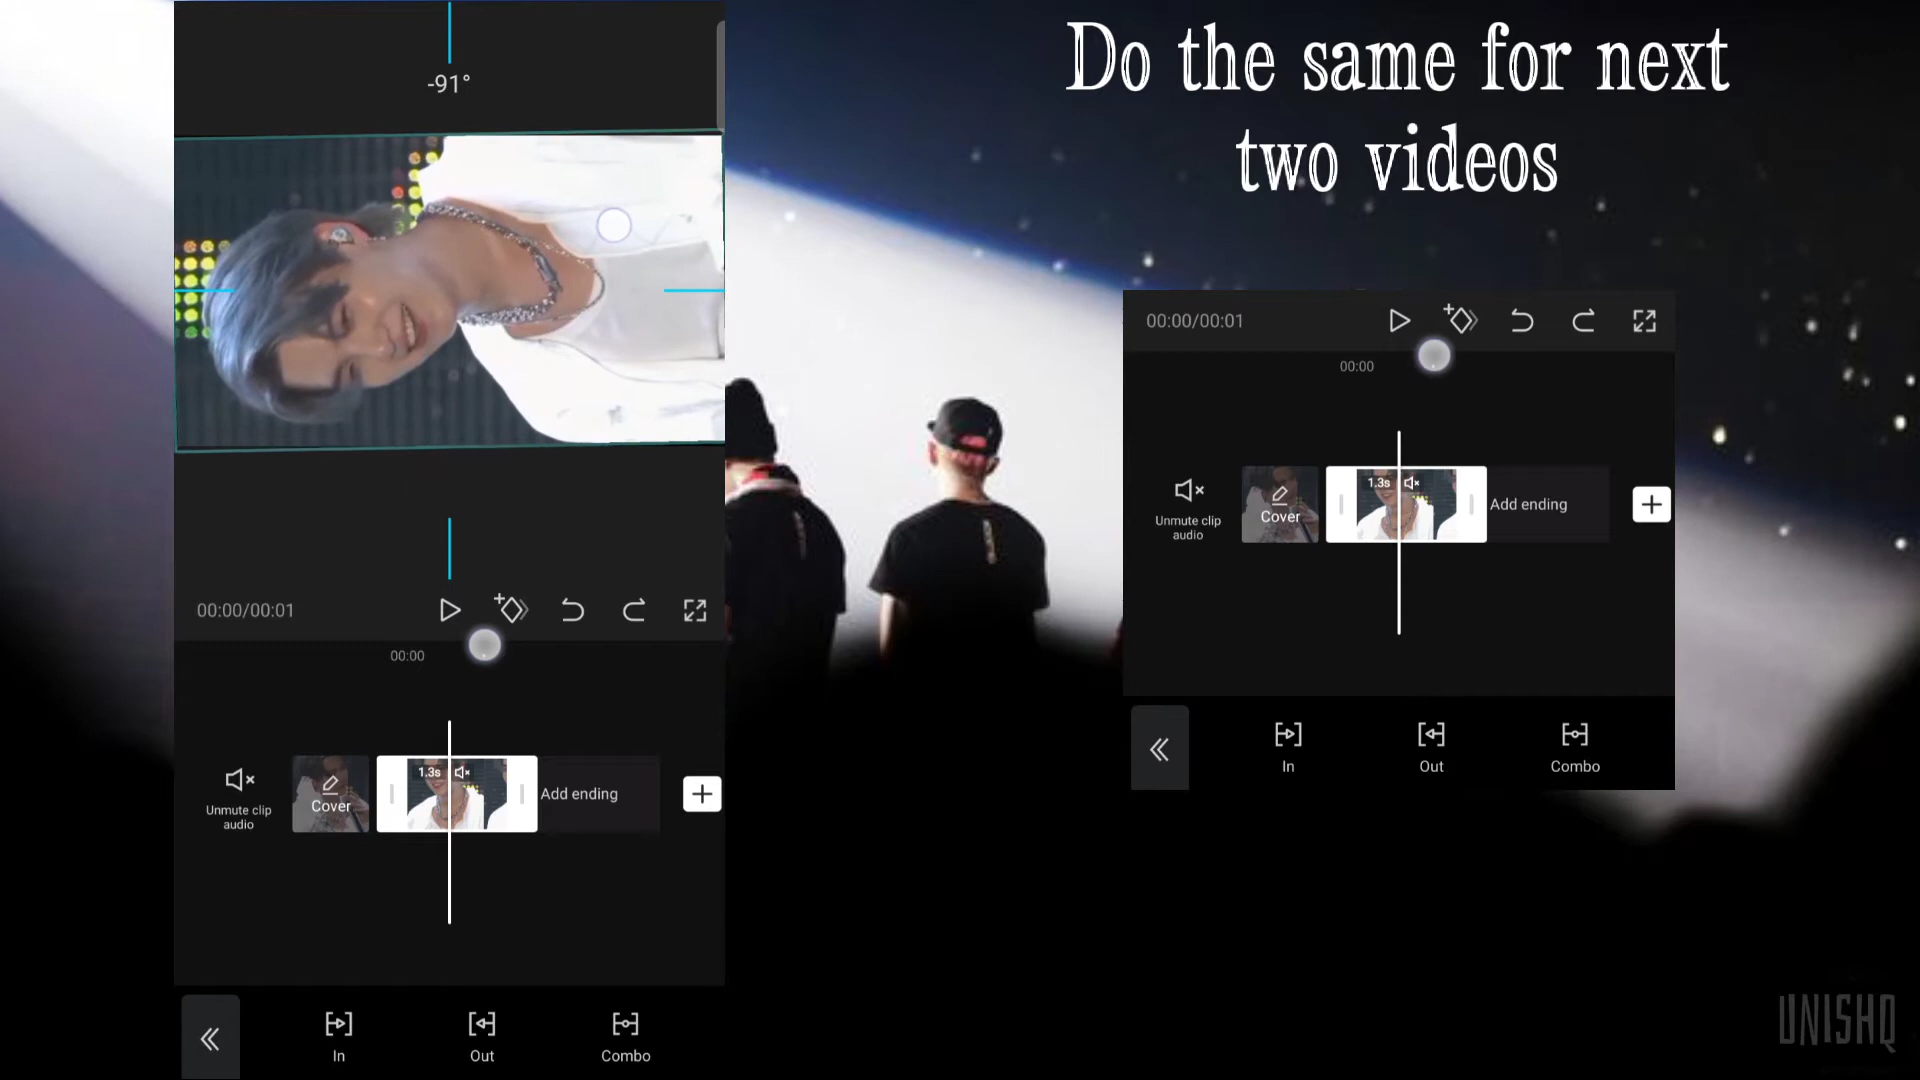 Do the same for next
two videos
-91°
00:00/00:01
00:00
Unmute clip
audio
Cover
1.3s
Add ending
In
Out
Combo
00:00/00:01
00:00
Unmute clip
audio
Cover
1.3s
Add ending
In
Out
Combo
UNISHQ